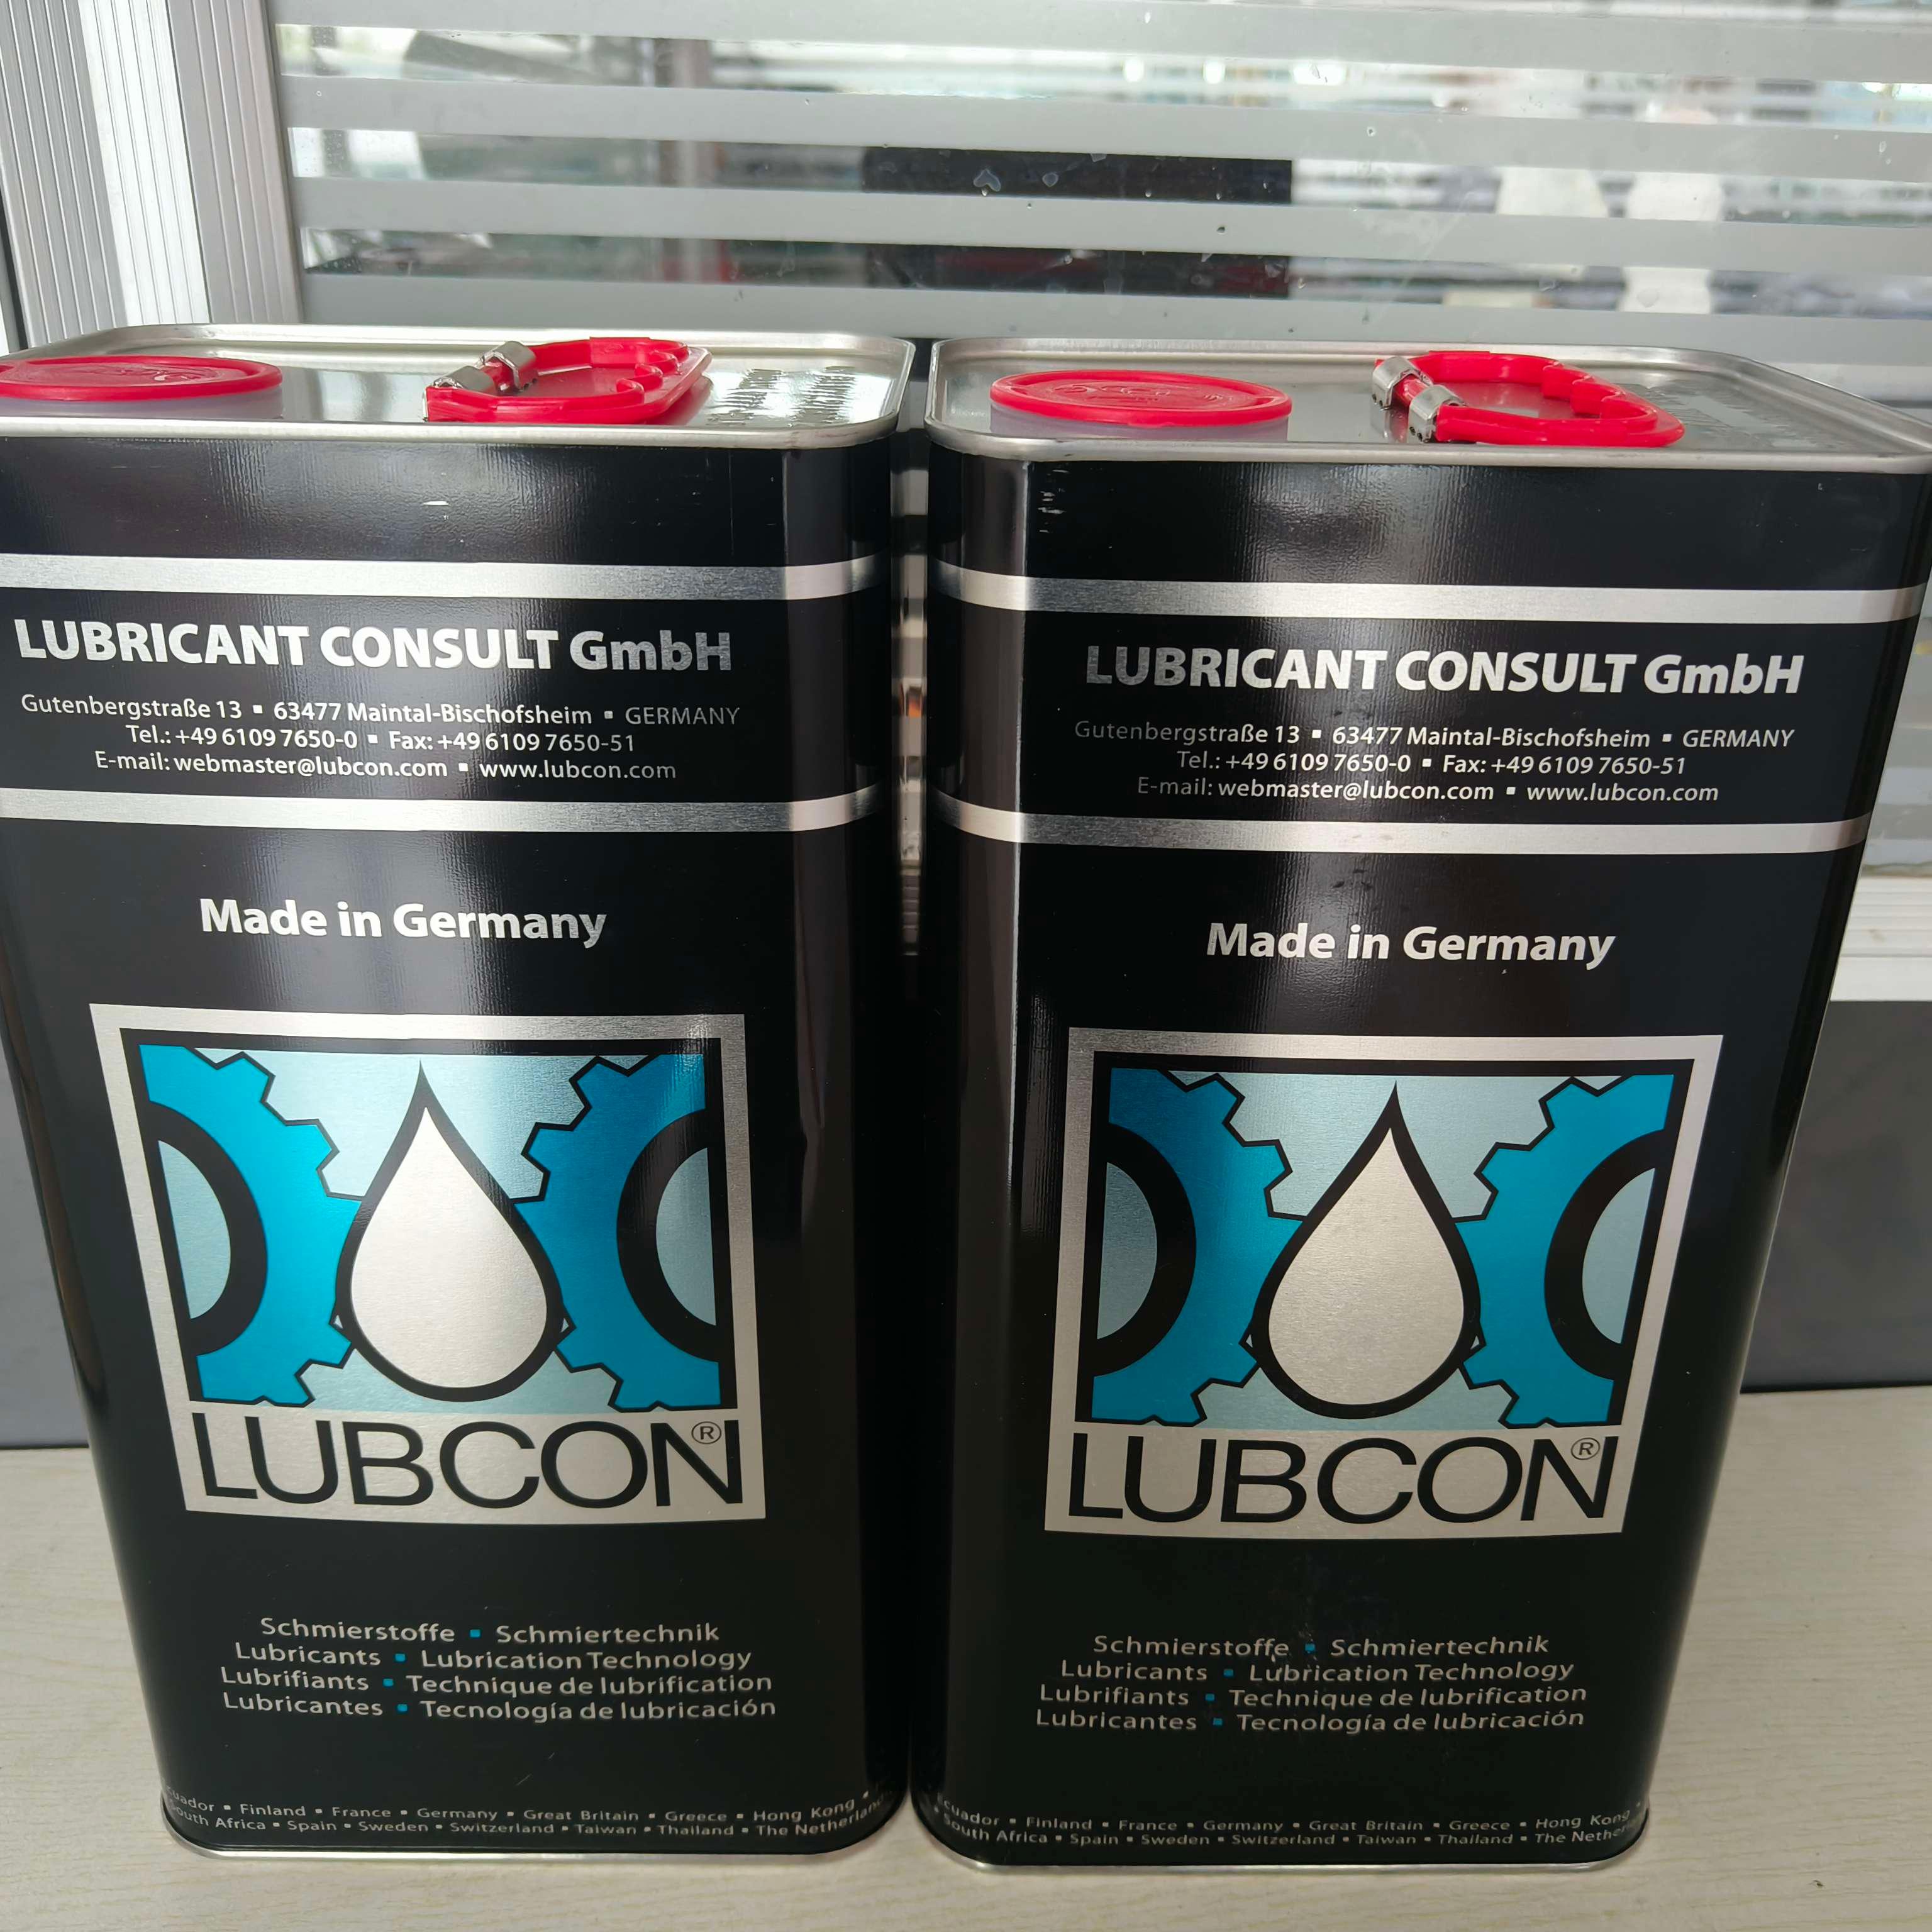 LUBRICANT CONSULT GmbH
Gutenbergstraße 13 ▪ 63477 Maintal-Bischofsheim ▪ GERMANY
Tel.: +49 6109 7650-0 ▪ Fax: +49 6109 7650-51
E-mail: webmaster@lubcon.com ▪ www.lubcon.com
Made in Germany
LUBCON®
Schmierstoffe ▪ Schmiertechnik
Lubricants ▪ Lubrication Technology
Lubrifiants ▪ Technique de lubrification
Lubricantes ▪ Tecnología de lubricación
▪ Finland ▪ France ▪ Germany ▪ Great Britain ▪ Greece ▪ Hong Kong ▪
South Africa ▪ Spain ▪ Sweden ▪ Switzerland ▪ Taiwan ▪ Thailand ▪ The
LUBRICANT CONSULT GmbH
Gutenbergstraße 13 ▪ 63477 Maintal-Bischofsheim ▪ GERMANY
Tel.: +49 6109 7650-0 ▪ Fax: +49 6109 7650-51
E-mail: webmaster@lubcon.com ▪ www.lubcon.com
Made in Germany
LUBCON®
Schmierstoffe ▪ Schmiertechnik
Lubricants ▪ Lubrication Technology
Lubrifiants ▪ Technique de lubrification
Lubricantes ▪ Tecnología de lubricación
Ecuador ▪ Finland ▪ France ▪ Germany ▪ Great Britain ▪ Greece ▪ Hong Kong ▪
South Africa ▪ Spain ▪ Sweden ▪ Switzerland ▪ Taiwan ▪ Thailand ▪ The